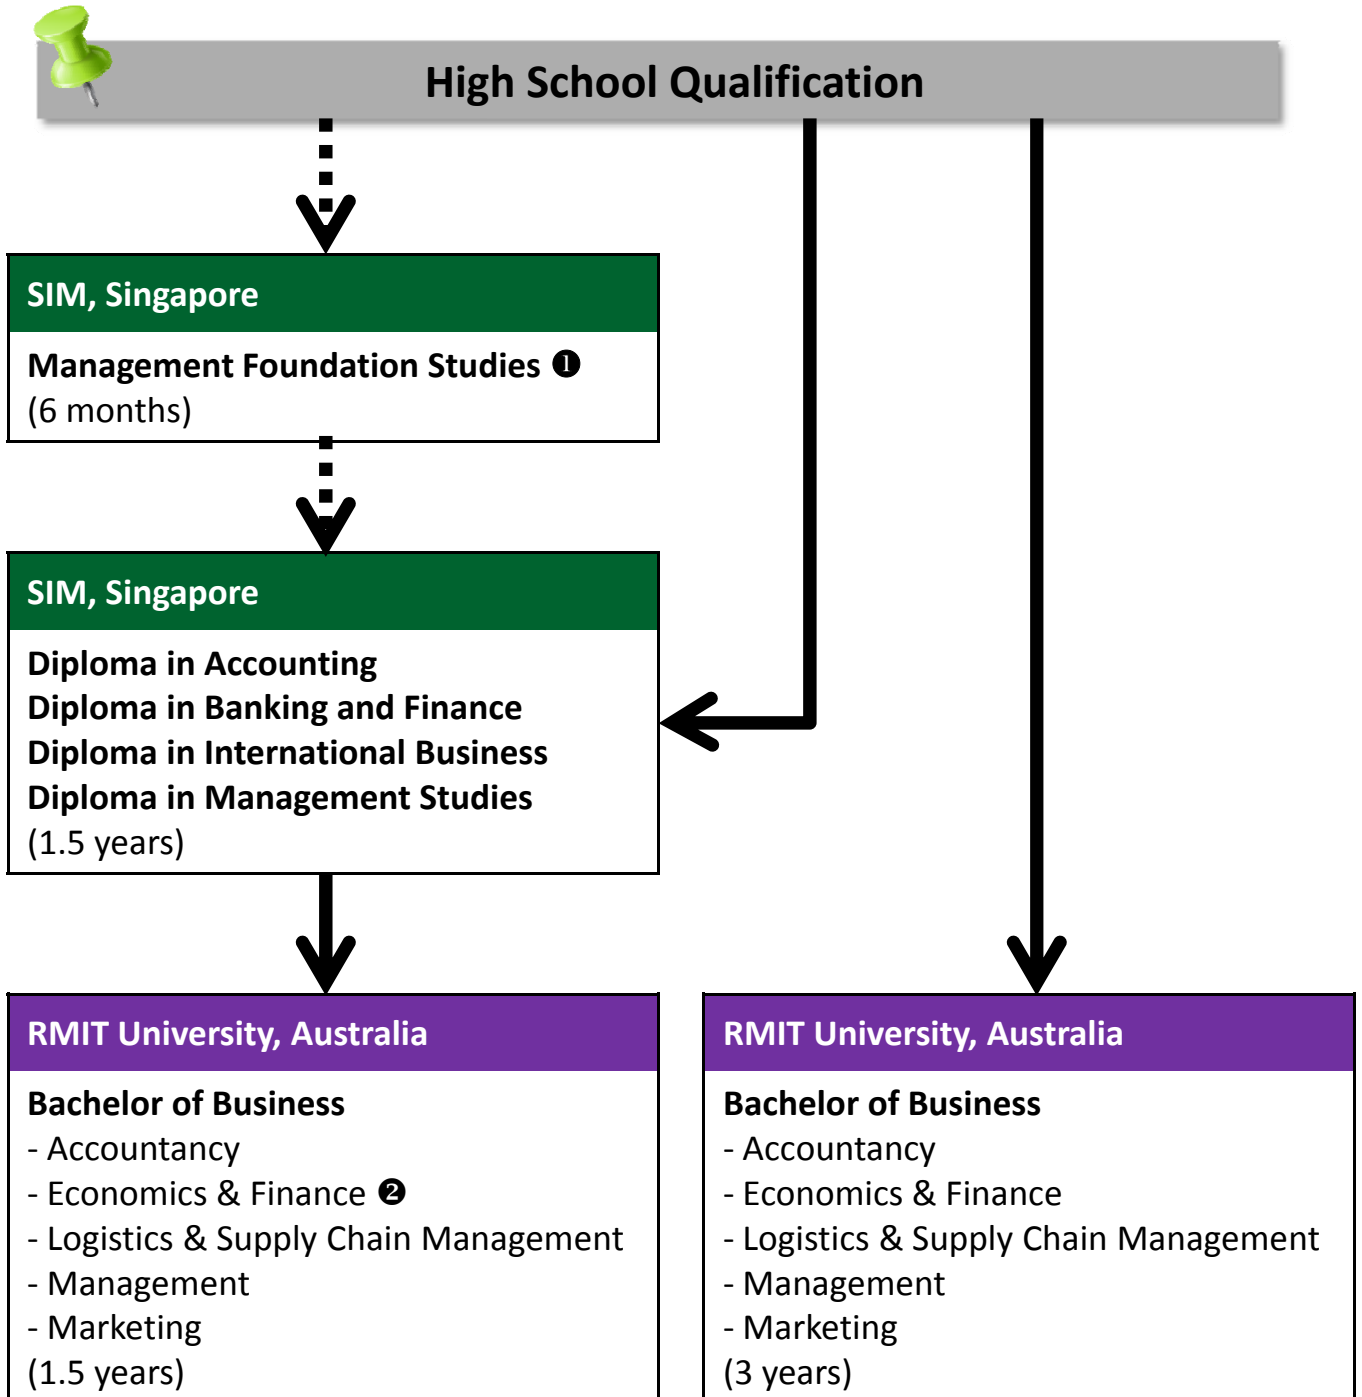 High School Qualification
SIM, Singapore
Management Foundation Studies ❶
(6 months)
SIM, Singapore
Diploma in Accounting
Diploma in Banking and Finance
Diploma in International Business
Diploma in Management Studies
(1.5 years)
RMIT University, Australia
Bachelor of Business
- Accountancy
- Economics & Finance ❷
- Logistics & Supply Chain Management
- Management
- Marketing
(1.5 years)
RMIT University, Australia
Bachelor of Business
- Accountancy
- Economics & Finance
- Logistics & Supply Chain Management
- Management
- Marketing
(3 years)